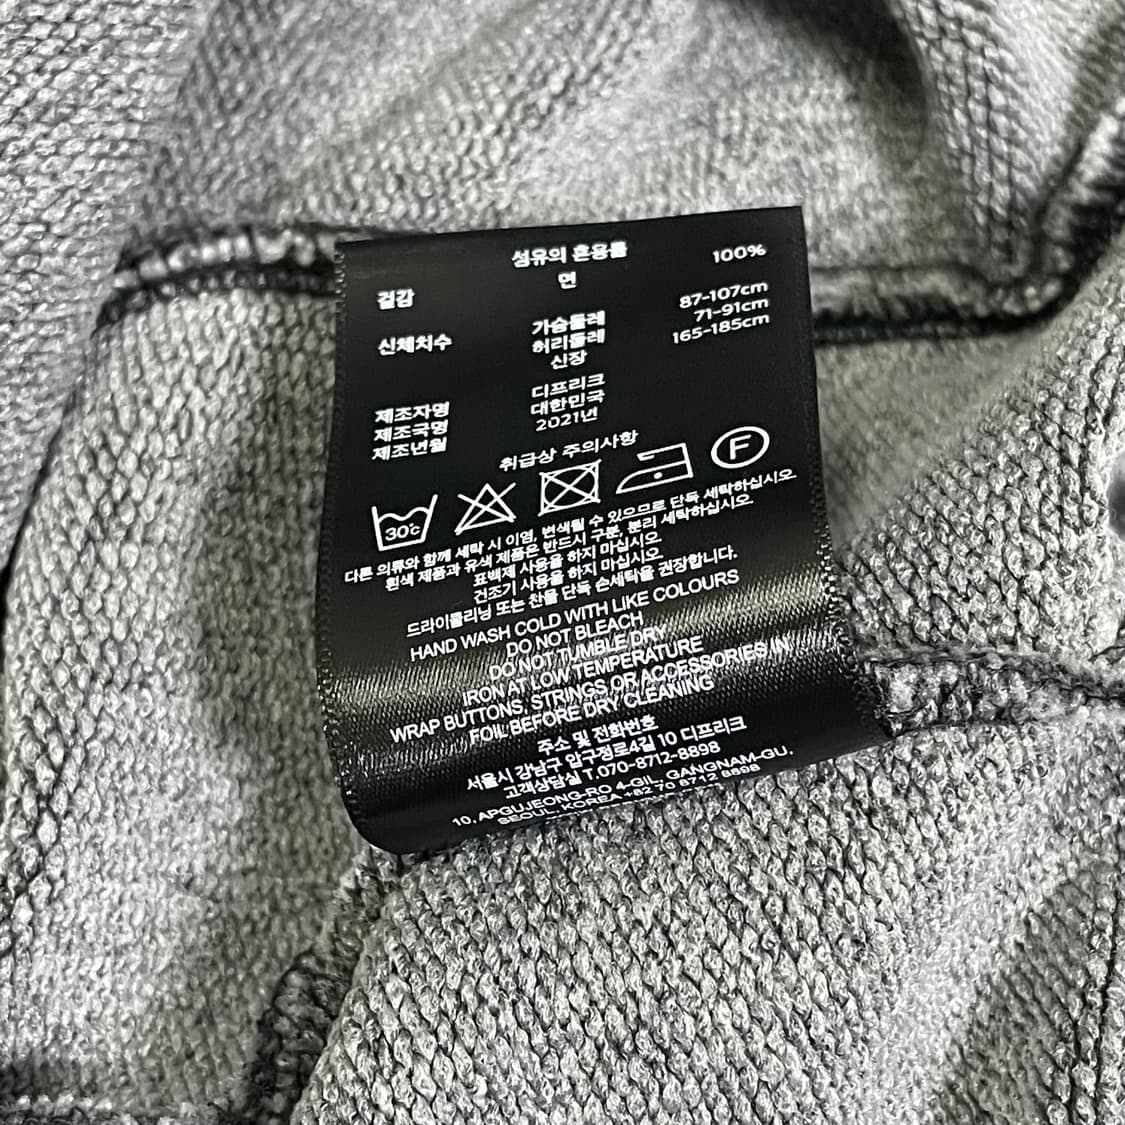 섬유의 혼용률
겉감 면 100%
신체치수 가슴둘레 87-107cm
허리둘레 71-91cm
신장 165-185cm
제조자명 디프리크
제조국명 대한민국
제조년월 2021년
취급상 주의사항
30℃ F
다른 의류와 함께 세탁 시 이염, 변색될 수 있으므로 단독 세탁하십시오.
흰색 제품과 유색 제품은 반드시 구분, 분리 세탁하십시오.
표백제 사용을 하지 마십시오.
건조기 사용을 하지 마십시오.
드라이클리닝 또는 찬물 단독 손세탁을 권장합니다.
HAND WASH COLD WITH LIKE COLOURS
DO NOT BLEACH
DO NOT TUMBLE DRY
IRON AT LOW TEMPERATURE
WRAP BUTTONS, STRINGS OR ACCESSORIES IN
FOIL BEFORE DRY CLEANING
주소 및 전화번호
서울시 강남구 압구정로4길 10 디프리크
고객상담실 T.070-8712-8898
10, APGUJEONG-RO 4-GIL, GANGNAM-GU,
SEOUL, KOREA +82 70 8712 8898